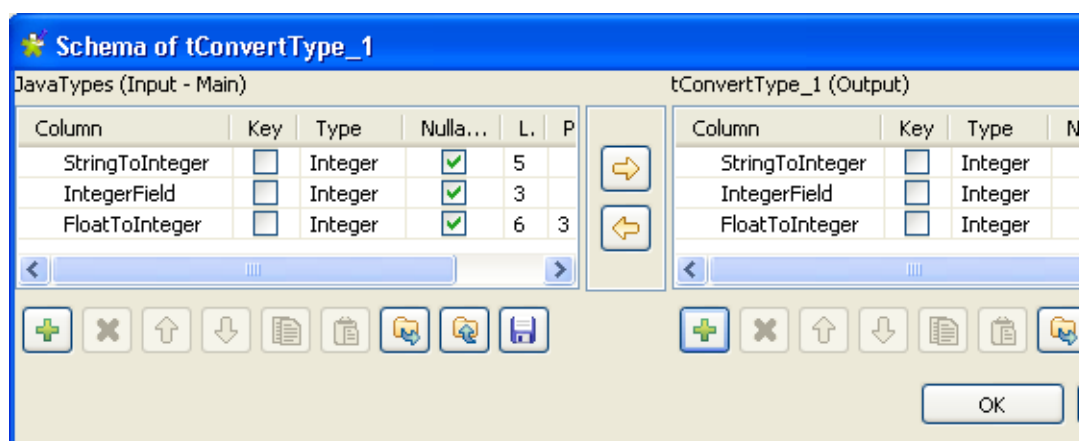 Schema of tConvertType_1
JavaTypes (Input - Main)
tConvertType_1 (Output)
Column Key Type Nulla... L. P
Column Key Type N
StringToInteger Integer 5
StringToInteger Integer
IntegerField Integer 3
IntegerField Integer
FloatToInteger Integer 6 3
FloatToInteger Integer
OK